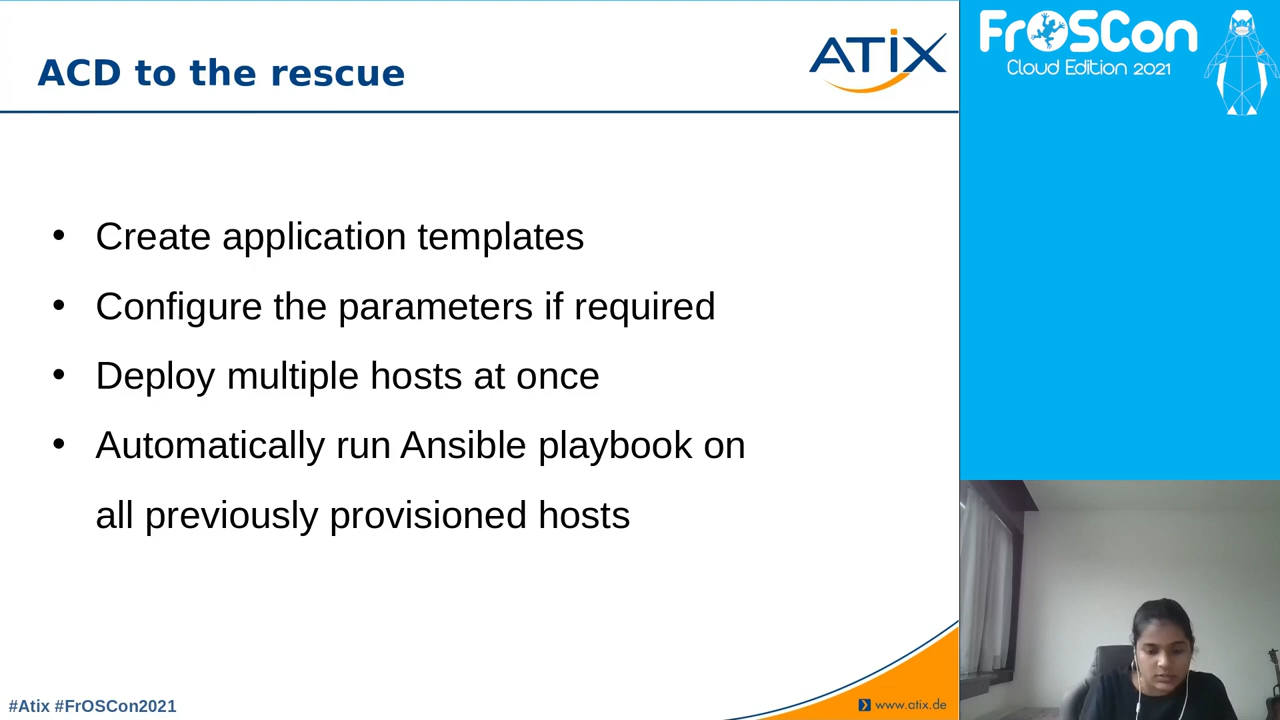 ACD to the rescue
ATIX
• Create application templates
• Configure the parameters if required
• Deploy multiple hosts at once
• Automatically run Ansible playbook on
all previously provisioned hosts
#Atix #FrOSCon2021
www.atix.de
FrOSCon
Cloud Edition 2021